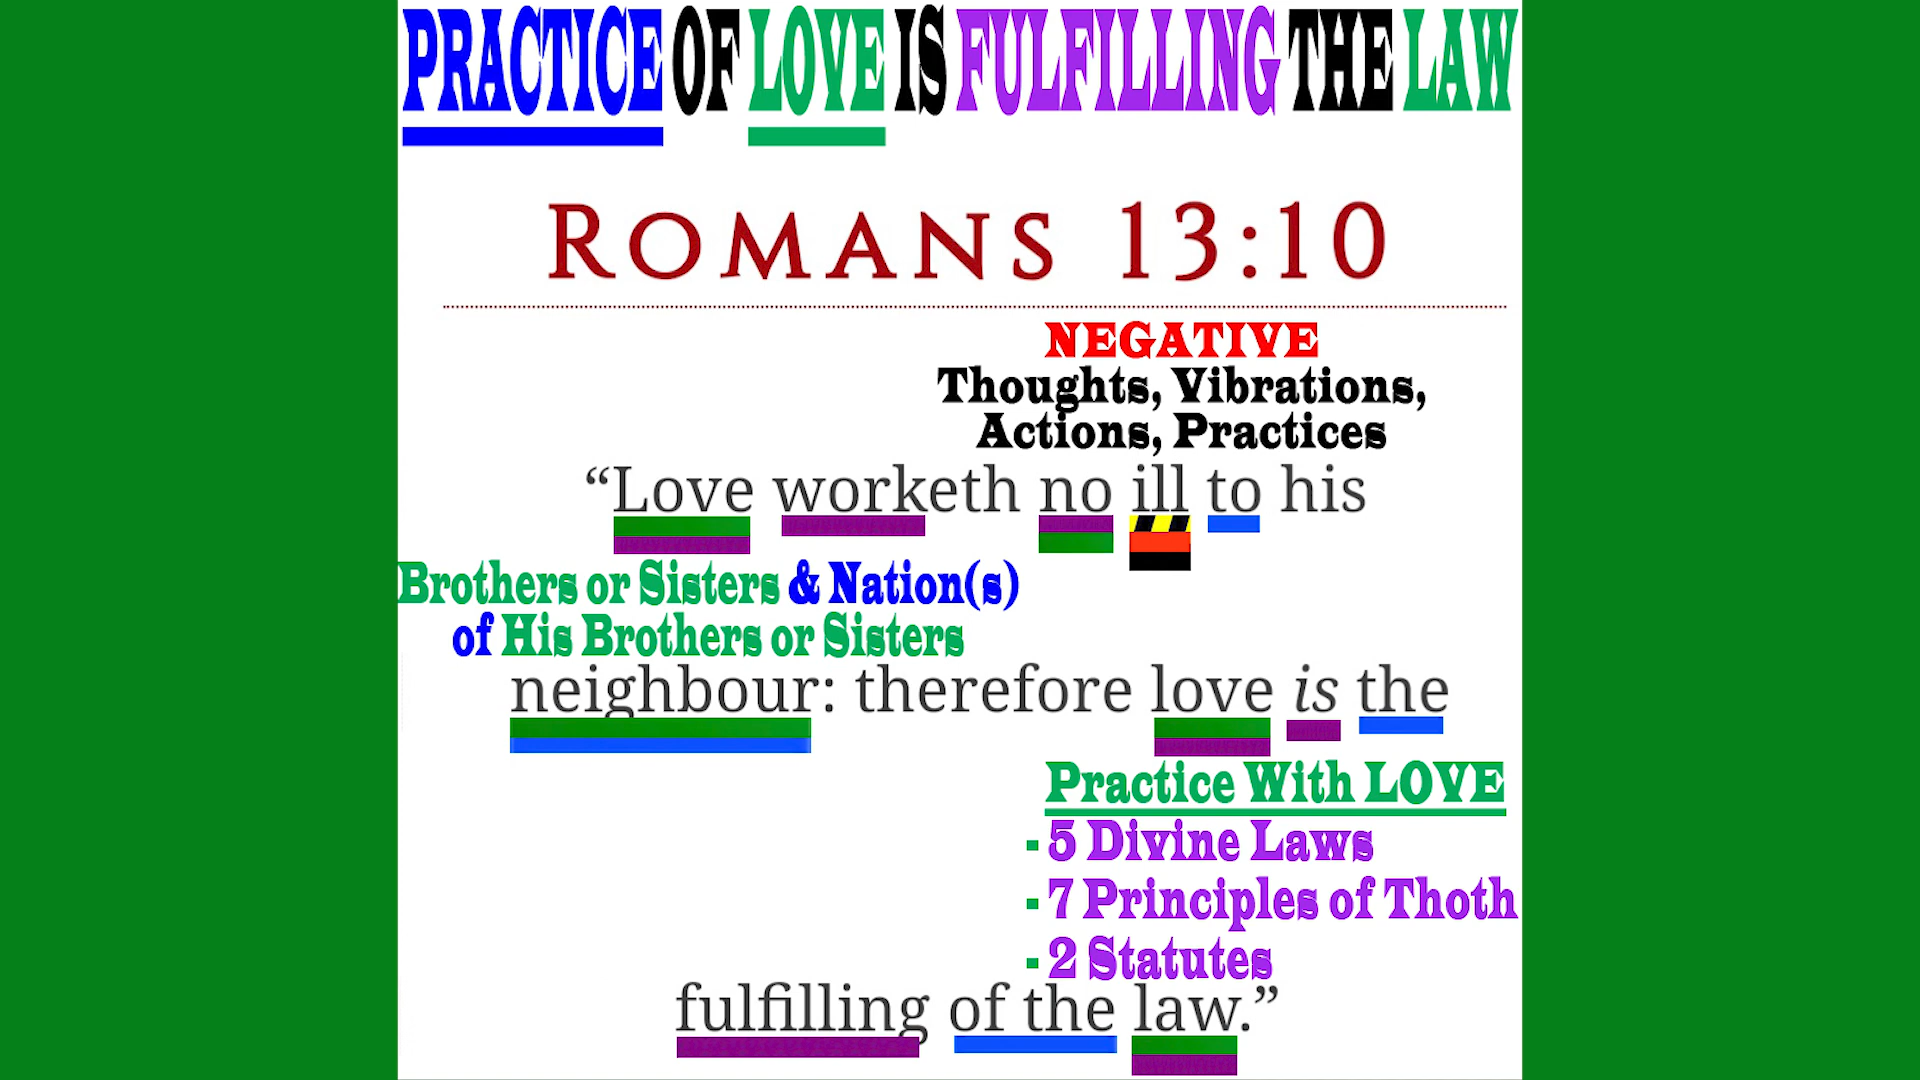 PRACTICE OF LOVE IS FULFILLING THE LAW
ROMANS 13:10
NEGATIVE
Thoughts, Vibrations,
Actions, Practices
“Love worketh no ill to his
Brothers or Sisters & Nation(s)
of His Brothers or Sisters
neighbour: therefore love is the
Practice With LOVE
- 5 Divine Laws
- 7 Principles of Thoth
- 2 Statutes
fulfilling of the law.”